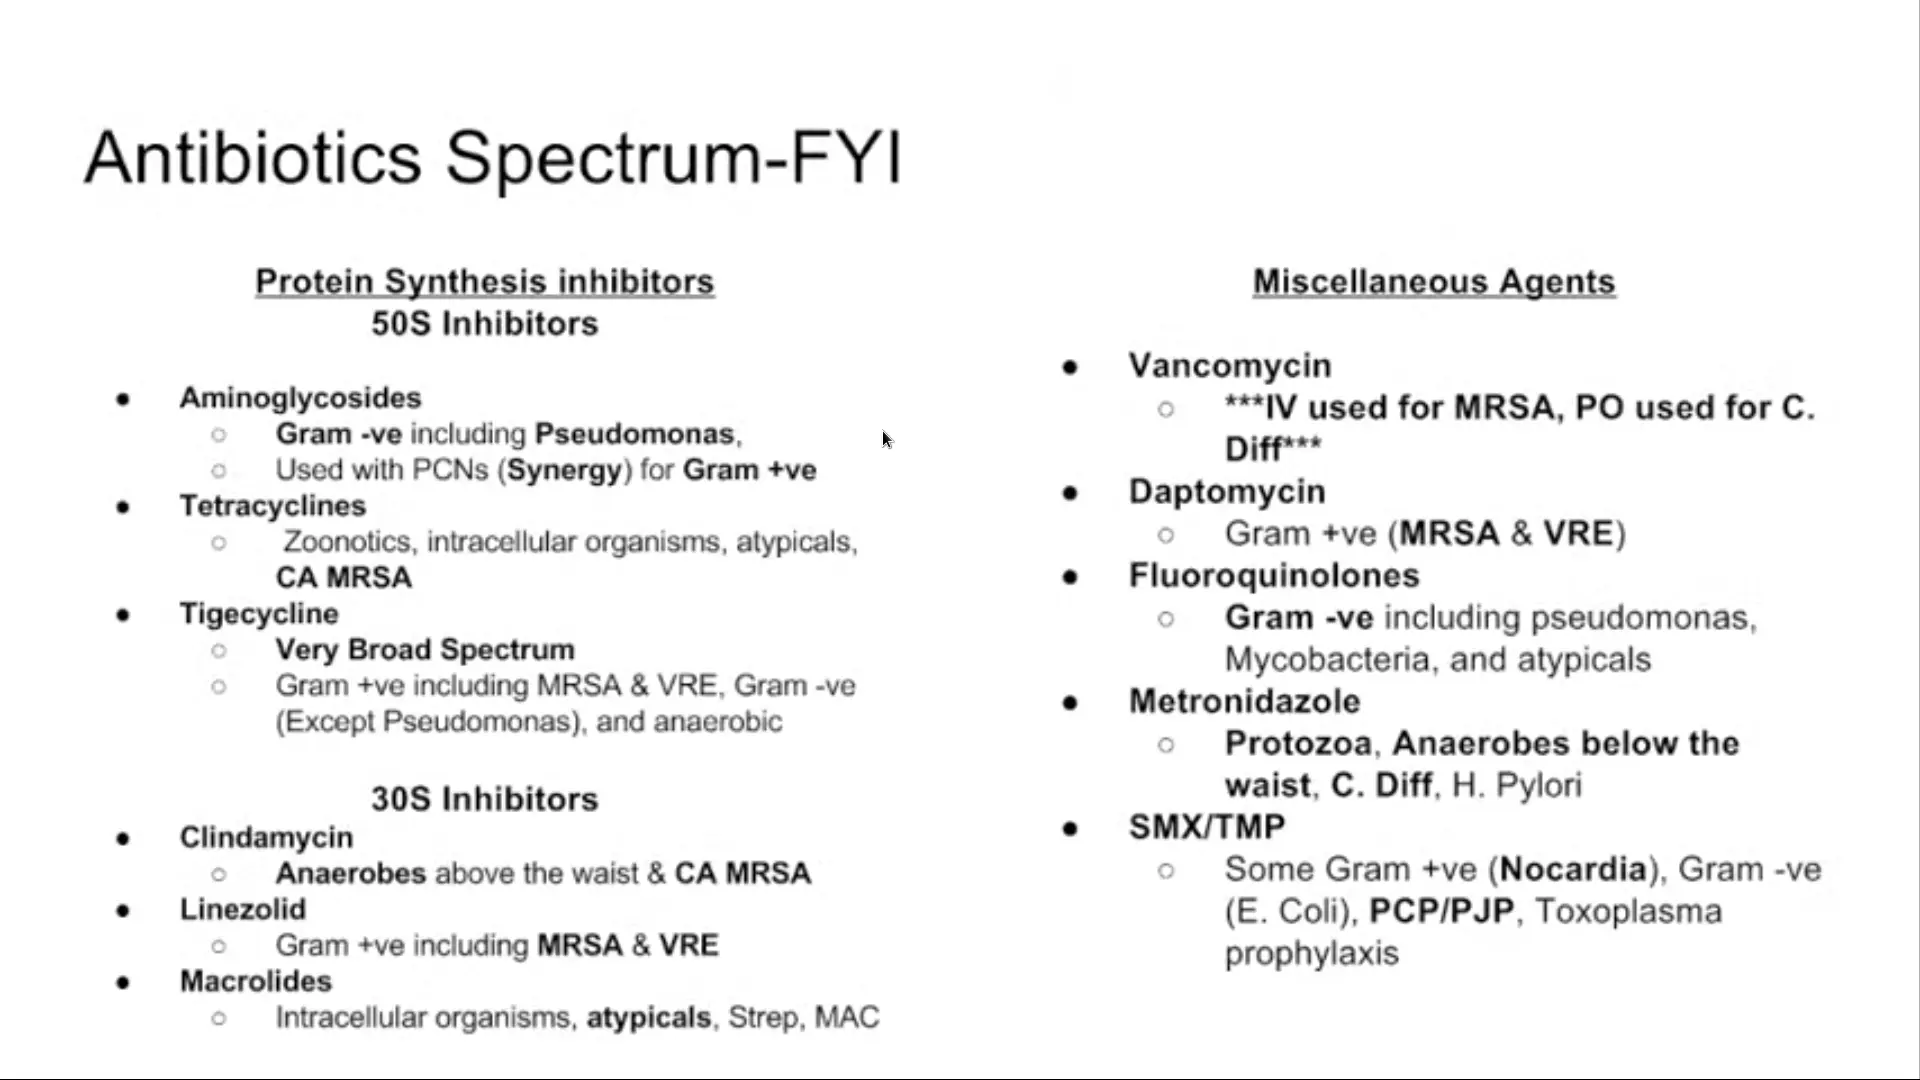 Antibiotics Spectrum-FYI
Protein Synthesis inhibitors
50S Inhibitors
● Aminoglycosides
○ Gram -ve including Pseudomonas,
○ Used with PCNs (Synergy) for Gram +ve
● Tetracyclines
○ Zoonotics, intracellular organisms, atypicals,
CA MRSA
● Tigecycline
○ Very Broad Spectrum
○ Gram +ve including MRSA & VRE, Gram -ve
(Except Pseudomonas), and anaerobic
30S Inhibitors
● Clindamycin
○ Anaerobes above the waist & CA MRSA
● Linezolid
○ Gram +ve including MRSA & VRE
● Macrolides
○ Intracellular organisms, atypicals, Strep, MAC
Miscellaneous Agents
● Vancomycin
○ ***IV used for MRSA, PO used for C.
Diff***
● Daptomycin
○ Gram +ve (MRSA & VRE)
● Fluoroquinolones
○ Gram -ve including pseudomonas,
Mycobacteria, and atypicals
● Metronidazole
○ Protozoa, Anaerobes below the
waist, C. Diff, H. Pylori
● SMX/TMP
○ Some Gram +ve (Nocardia), Gram -ve
(E. Coli), PCP/PJP, Toxoplasma
prophylaxis